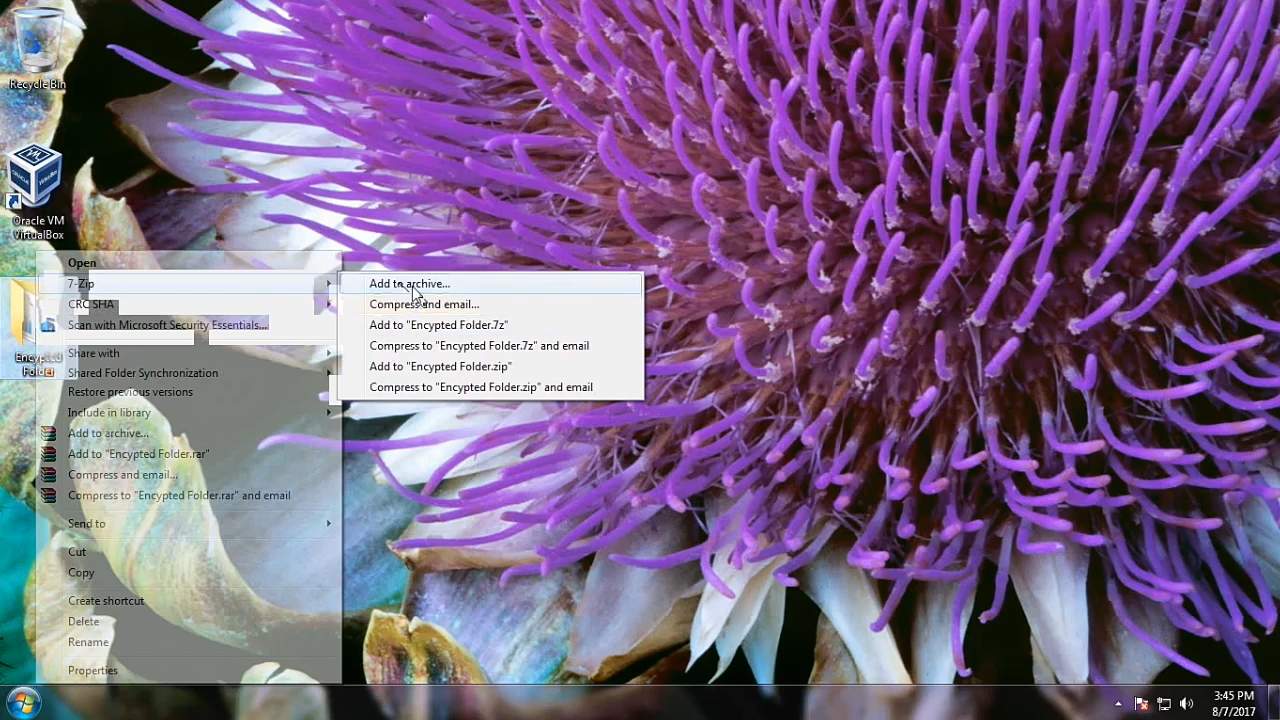 Recycle Bin
Oracle VM
VirtualBox
Encypted
Folder
Open
7-Zip
CRC SHA
Scan with Microsoft Security Essentials...
Share with
Shared Folder Synchronization
Restore previous versions
Include in library
Add to archive...
Add to "Encypted Folder.rar"
Compress and email...
Compress to "Encypted Folder.rar" and email
Send to
Cut
Copy
Create shortcut
Delete
Rename
Properties
Add to archive...
Compress and email...
Add to "Encypted Folder.7z"
Compress to "Encypted Folder.7z" and email
Add to "Encypted Folder.zip"
Compress to "Encypted Folder.zip" and email
3:45 PM
8/7/2017